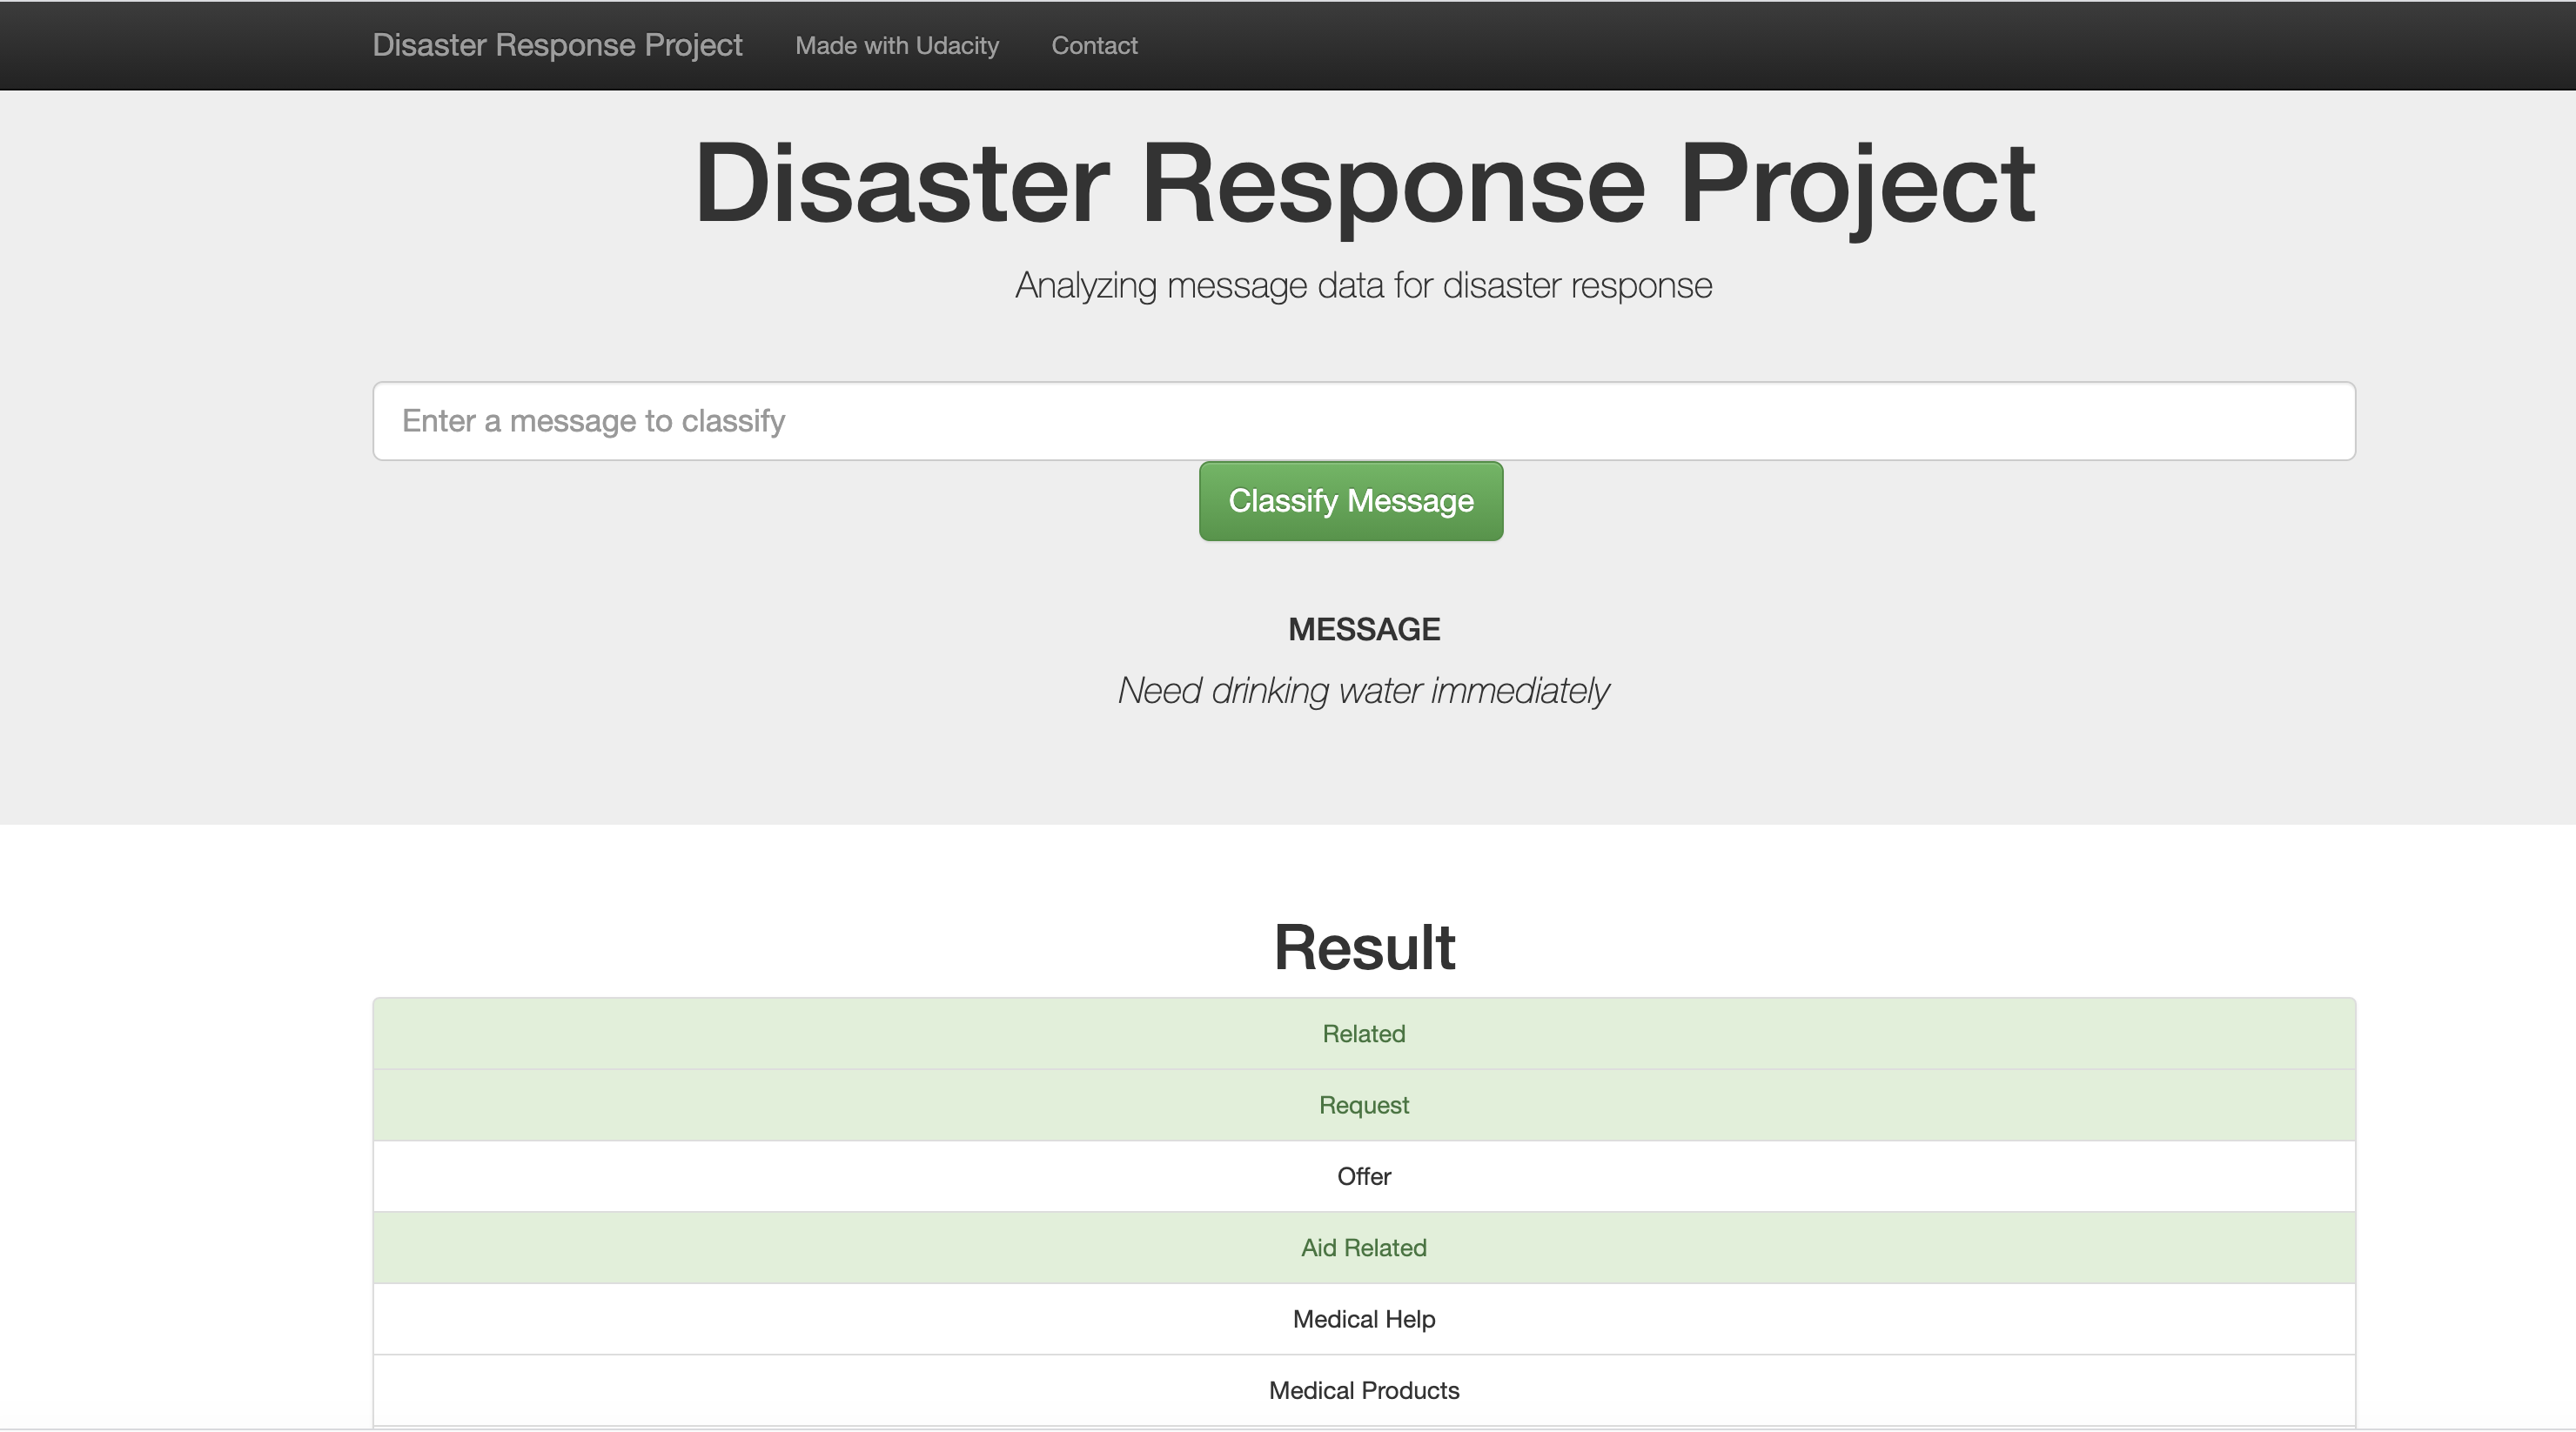 Disaster Response Project Made with Udacity Contact
Disaster Response Project
Analyzing message data for disaster response
Enter a message to classify
Classify Message
MESSAGE
Need drinking water immediately
Result
Related
Request
Offer
Aid Related
Medical Help
Medical Products